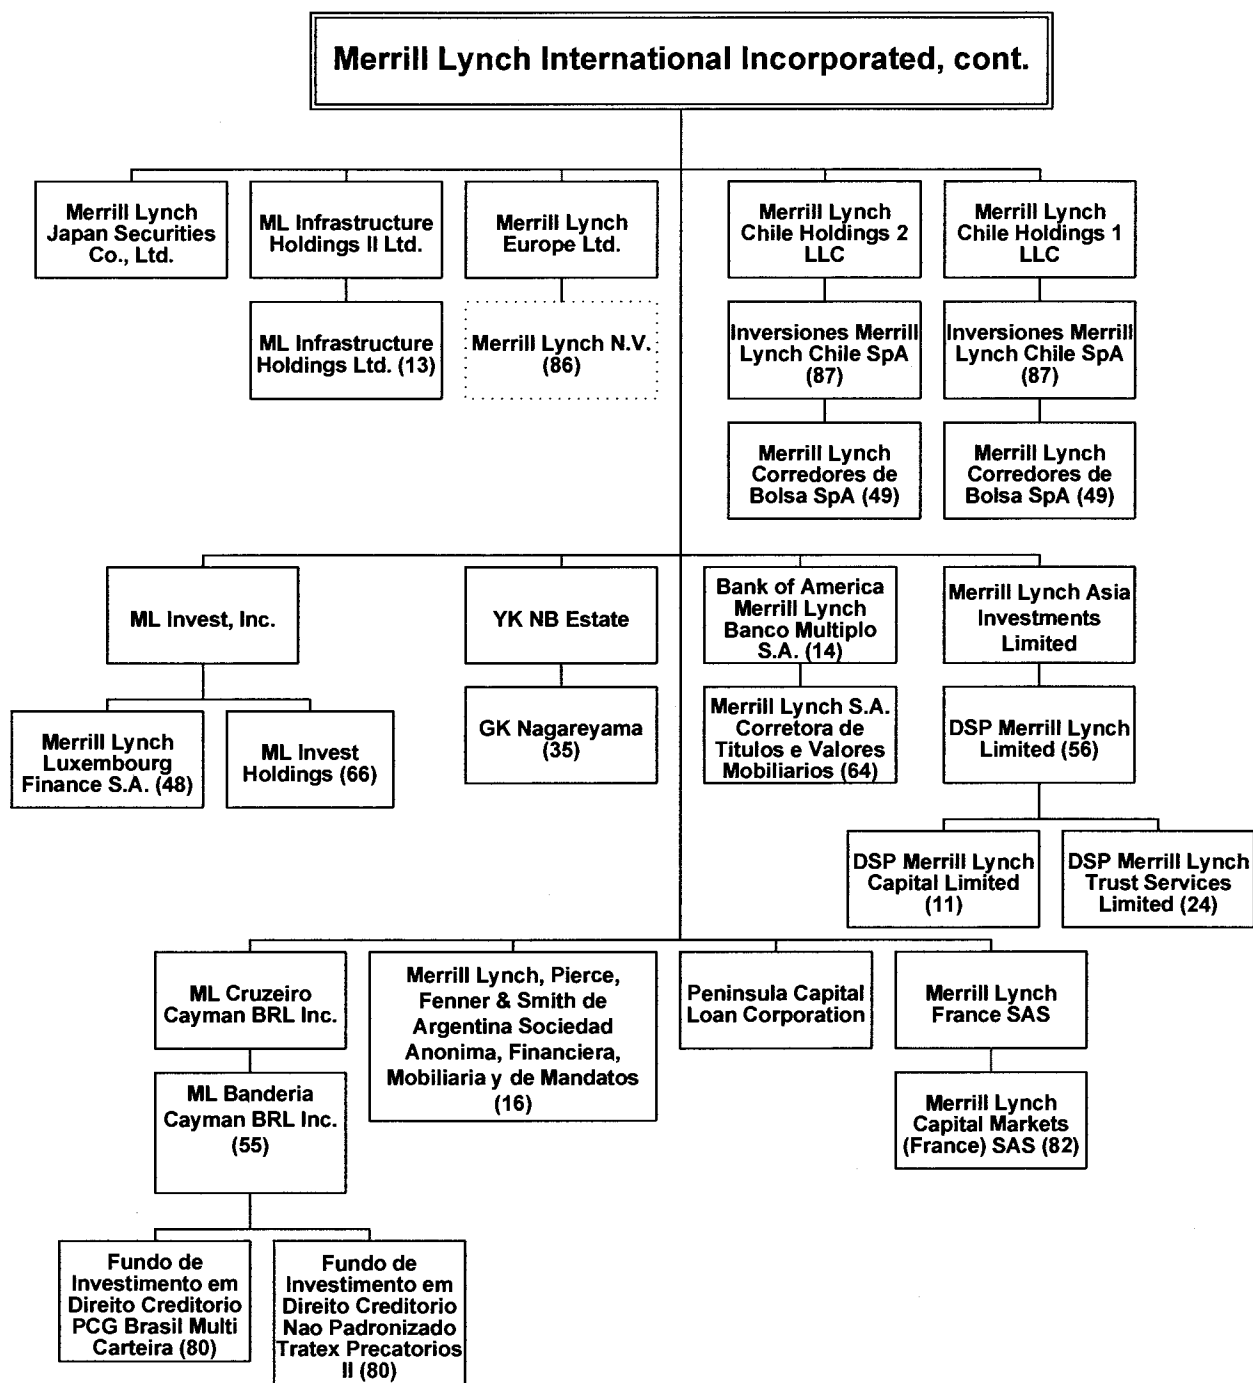 Merrill Lynch International Incorporated, cont.
Merrill Lynch
Japan Securities
Co., Ltd.
ML Infrastructure
Holdings II Ltd.
Merrill Lynch
Europe Ltd.
Merrill Lynch
Chile Holdings 2
LLC
Merrill Lynch
Chile Holdings 1
LLC
ML Infrastructure
Holdings Ltd. (13)
Merrill Lynch N.V.
(86)
Inversiones Merrill
Lynch Chile SpA
(87)
Inversiones Merrill
Lynch Chile SpA
(87)
Merrill Lynch
Corredores de
Bolsa SpA (49)
Merrill Lynch
Corredores de
Bolsa SpA (49)
ML Invest, Inc.
YK NB Estate
Bank of America
Merrill Lynch
Banco Multiplo
S.A. (14)
Merrill Lynch Asia
Investments
Limited
Merrill Lynch
Luxembourg
Finance S.A. (48)
ML Invest
Holdings (66)
GK Nagareyama
(35)
Merrill Lynch S.A.
Corretora de
Titulos e Valores
Mobiliarios (64)
DSP Merrill Lynch
Limited (56)
DSP Merrill Lynch
Capital Limited
(11)
DSP Merrill Lynch
Trust Services
Limited (24)
ML Cruzeiro
Cayman BRL Inc.
Merrill Lynch, Pierce,
Fenner & Smith de
Argentina Sociedad
Anonima, Financiera,
Mobiliaria y de Mandatos
(16)
Peninsula Capital
Loan Corporation
Merrill Lynch
France SAS
ML Banderia
Cayman BRL Inc.
(55)
Merrill Lynch
Capital Markets
(France) SAS (82)
Fundo de
Investimento em
Direito Creditorio
PCG Brasil Multi
Carteira (80)
Fundo de
Investimento em
Direito Creditorio
Nao Padronizado
Tratex Precatorios
II (80)